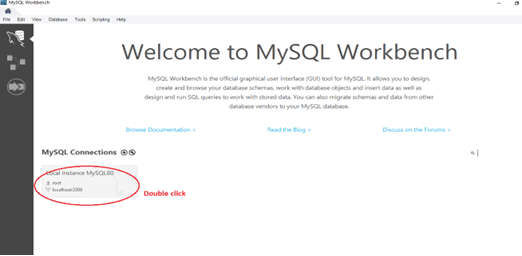 MySQL Workbench
File Edit View Database Tools Scripting Help
Welcome to MySQL Workbench
MySQL Workbench is the official graphical user interface (GUI) tool for MySQL. It allows you to design,
create and browse your database schemas, work with database objects and insert data as well as
design and run SQL queries to work with stored data. You can also migrate schemas and data from other
database vendors to your MySQL database.
Browse Documentation > Read the Blog > Discuss on the Forums >
MySQL Connections
Local instance MySQL80
root
localhost:3306
Double click